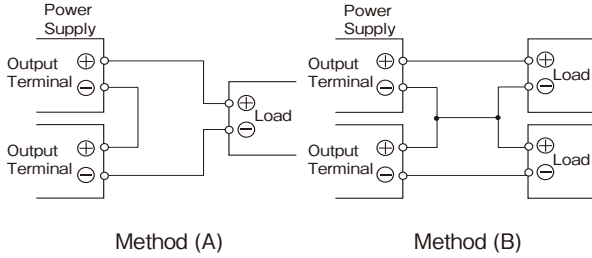 Power
Supply
Output
Terminal
⊕
⊖
Output
Terminal
⊕
⊖
⊕
⊖
Load
Method (A)
Power
Supply
Output
Terminal
⊕
⊖
Output
Terminal
⊕
⊖
⊕
⊖
Load
⊕
⊖
Load
Method (B)